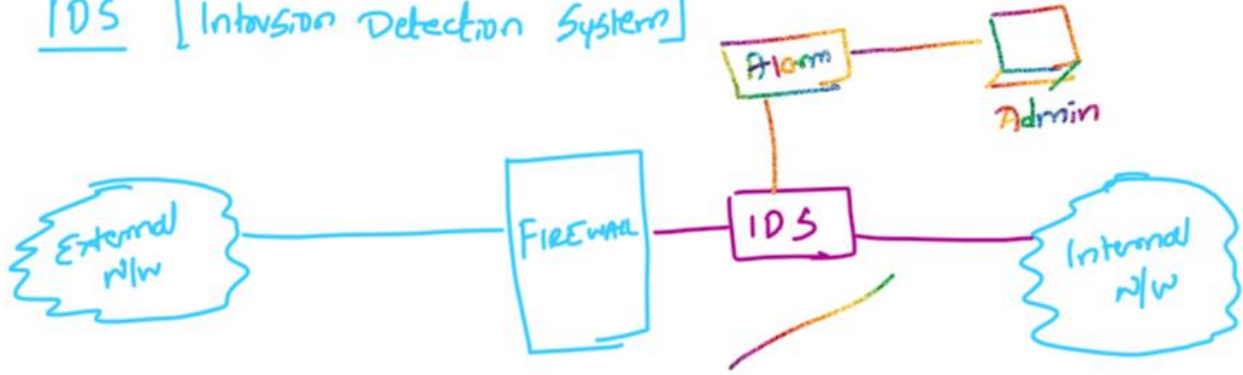 IDS [Intrusion Detection System]
Alarm
Admin
External
N/W
FIREWALL
IDS
Internal
N/W